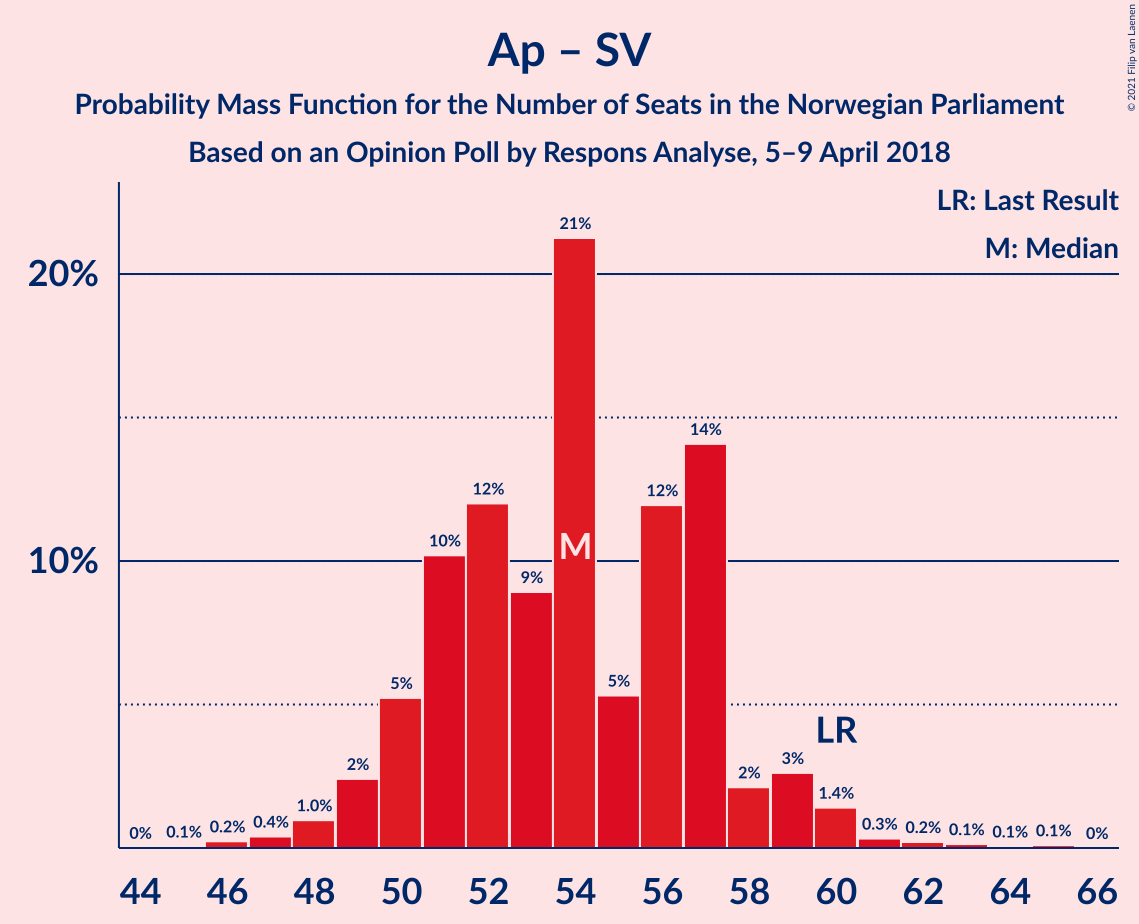 Ap – SV
Probability Mass Function for the Number of Seats in the Norwegian Parliament
Based on an Opinion Poll by Respons Analyse, 5–9 April 2018
© 2021 Filip van Laenen
LR: Last Result
M: Median
20%
10%
0% 0.1% 0.2% 0.4% 1.0% 2% 5% 10% 12% 9% 21% 5% 12% 14% 2% 3% 1.4% 0.3% 0.2% 0.1% 0.1% 0.1% 0%
M
LR
44 46 48 50 52 54 56 58 60 62 64 66